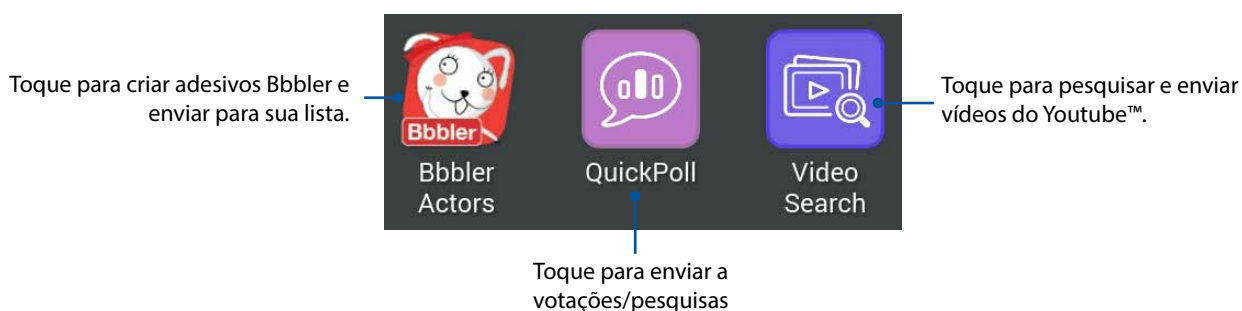 Toque para criar adesivos Bbbler e
enviar para sua lista.
Bbbler
Bbbler
Actors
QuickPoll
Video
Search
Toque para pesquisar e enviar
vídeos do Youtube™.
Toque para enviar a
votações/pesquisas